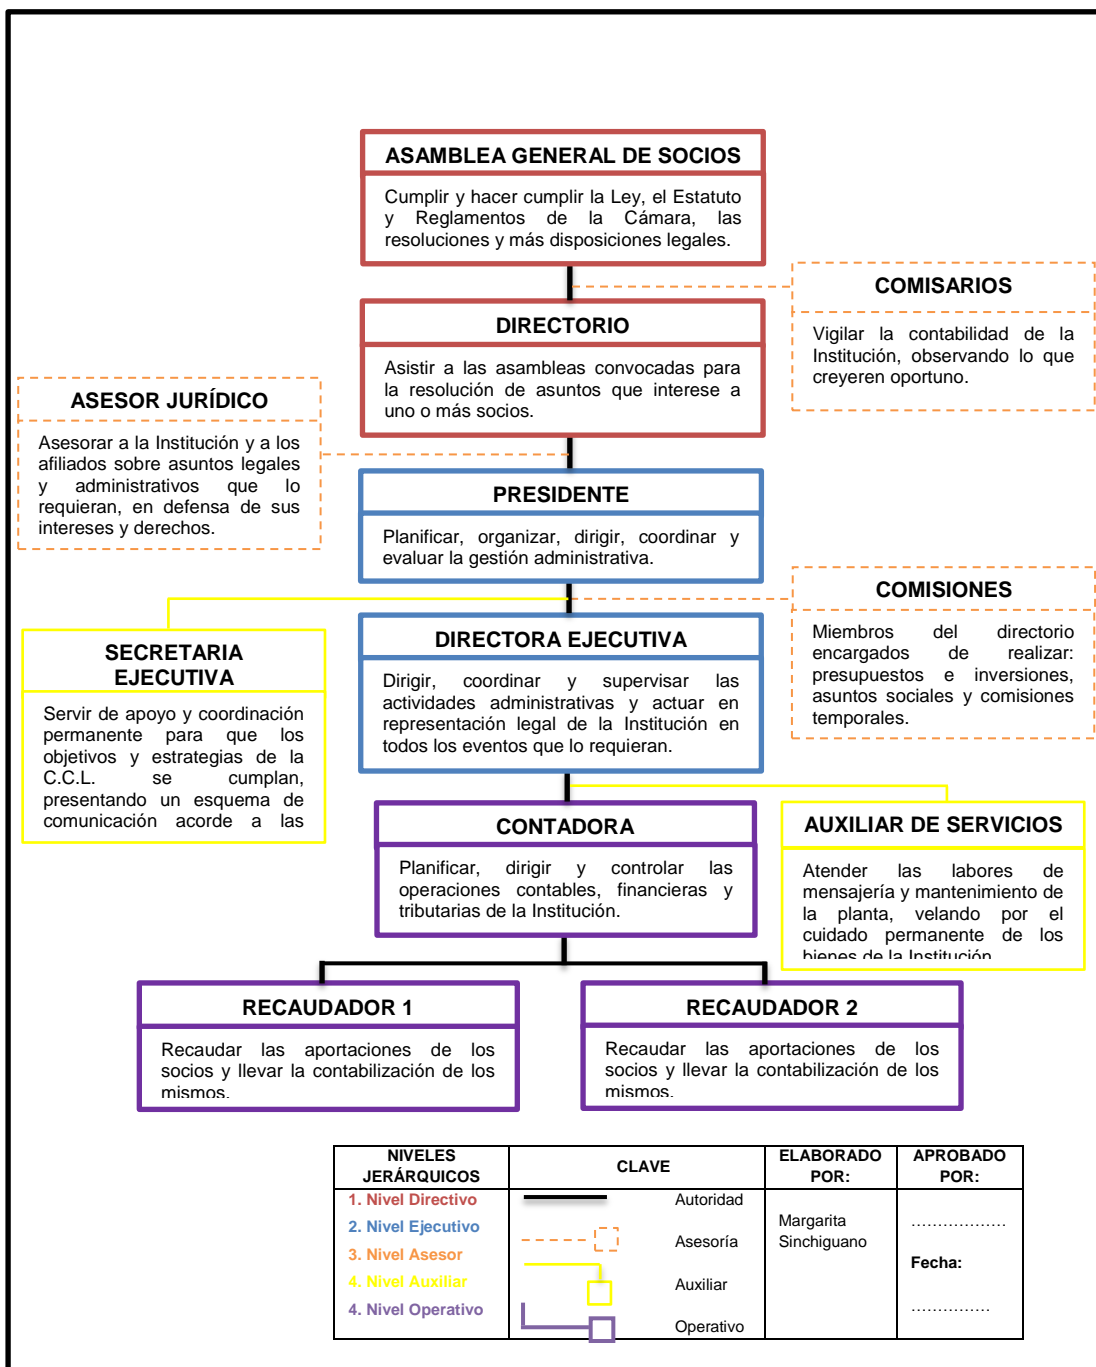 ASAMBLEA GENERAL DE SOCIOS
Cumplir y hacer cumplir la Ley, el Estatuto
y Reglamentos de la Cámara, las
resoluciones y más disposiciones legales.
COMISARIOS
Vigilar la contabilidad de la
Institución, observando lo que
creyeren oportuno.
DIRECTORIO
Asistir a las asambleas convocadas para
la resolución de asuntos que interese a
uno o más socios.
ASESOR JURÍDICO
Asesorar a la Institución y a los
afiliados sobre asuntos legales
y administrativos que lo
requieran, en defensa de sus
intereses y derechos.
PRESIDENTE
Planificar, organizar, dirigir, coordinar y
evaluar la gestión administrativa.
COMISIONES
Miembros del directorio
encargados de realizar:
presupuestos e inversiones,
asuntos sociales y comisiones
temporales.
SECRETARIA
EJECUTIVA
Servir de apoyo y coordinación
permanente para que los
objetivos y estrategias de la
C.C.L. se cumplan,
presentando un esquema de
comunicación acorde a las
DIRECTORA EJECUTIVA
Dirigir, coordinar y supervisar las
actividades administrativas y actuar en
representación legal de la Institución en
todos los eventos que lo requieran.
CONTADORA
Planificar, dirigir y controlar las
operaciones contables, financieras y
tributarias de la Institución.
AUXILIAR DE SERVICIOS
Atender las labores de
mensajería y mantenimiento de
la planta, velando por el
cuidado permanente de los
bienes de la Institución
RECAUDADOR 1
Recaudar las aportaciones de los
socios y llevar la contabilización de los
mismos.
RECAUDADOR 2
Recaudar las aportaciones de los
socios y llevar la contabilización de los
mismos.
NIVELES
JERÁRQUICOS
CLAVE
ELABORADO
POR:
APROBADO
POR:
1. Nivel Directivo
2. Nivel Ejecutivo
3. Nivel Asesor
4. Nivel Auxiliar
4. Nivel Operativo
Autoridad
Asesoría
Auxiliar
Operativo
Margarita
Sinchiguano
..................
Fecha:
...............